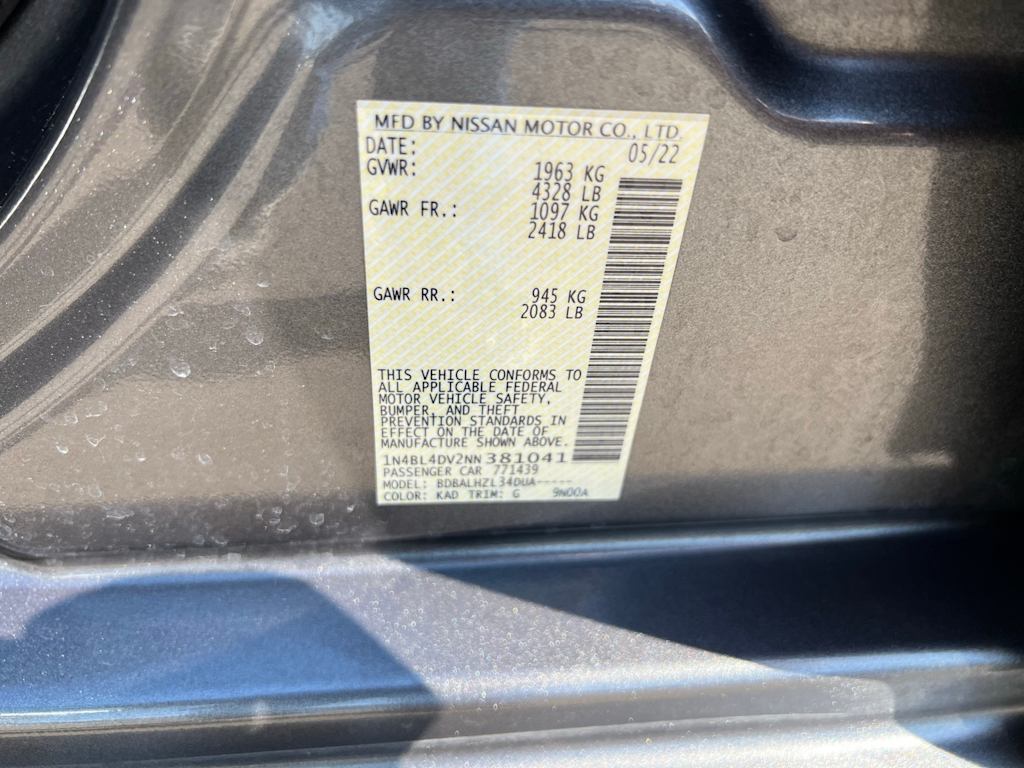 MFD BY NISSAN MOTOR CO., LTD.
DATE: 05/22
GVWR: 1963 KG
4328 LB
GAWR FR.: 1097 KG
2418 LB
GAWR RR.: 945 KG
2083 LB
THIS VEHICLE CONFORMS TO
ALL APPLICABLE FEDERAL
MOTOR VEHICLE SAFETY,
BUMPER, AND THEFT
PREVENTION STANDARDS IN
EFFECT ON THE DATE OF
MANUFACTURE SHOWN ABOVE.
1N4BL4DV2NN381041
PASSENGER CAR 771439
MODEL: BDBALHZL34DUA-----
COLOR: KAD TRIM: G 9N00A